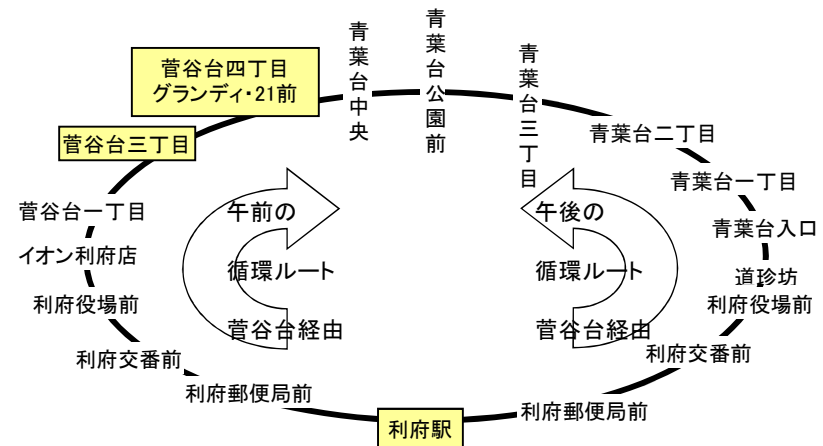 青葉台中央
青葉台公園前
青葉台三丁目
菅谷台四丁目
グランディ・21前
菅谷台三丁目
青葉台二丁目
青葉台一丁目
菅谷台一丁目
午前の
循環ルート
菅谷台経由
午後の
循環ルート
菅谷台経由
青葉台入口
イオン利府店
道珍坊
利府役場前
利府役場前
利府交番前
利府交番前
利府郵便局前
利府郵便局前
利府駅